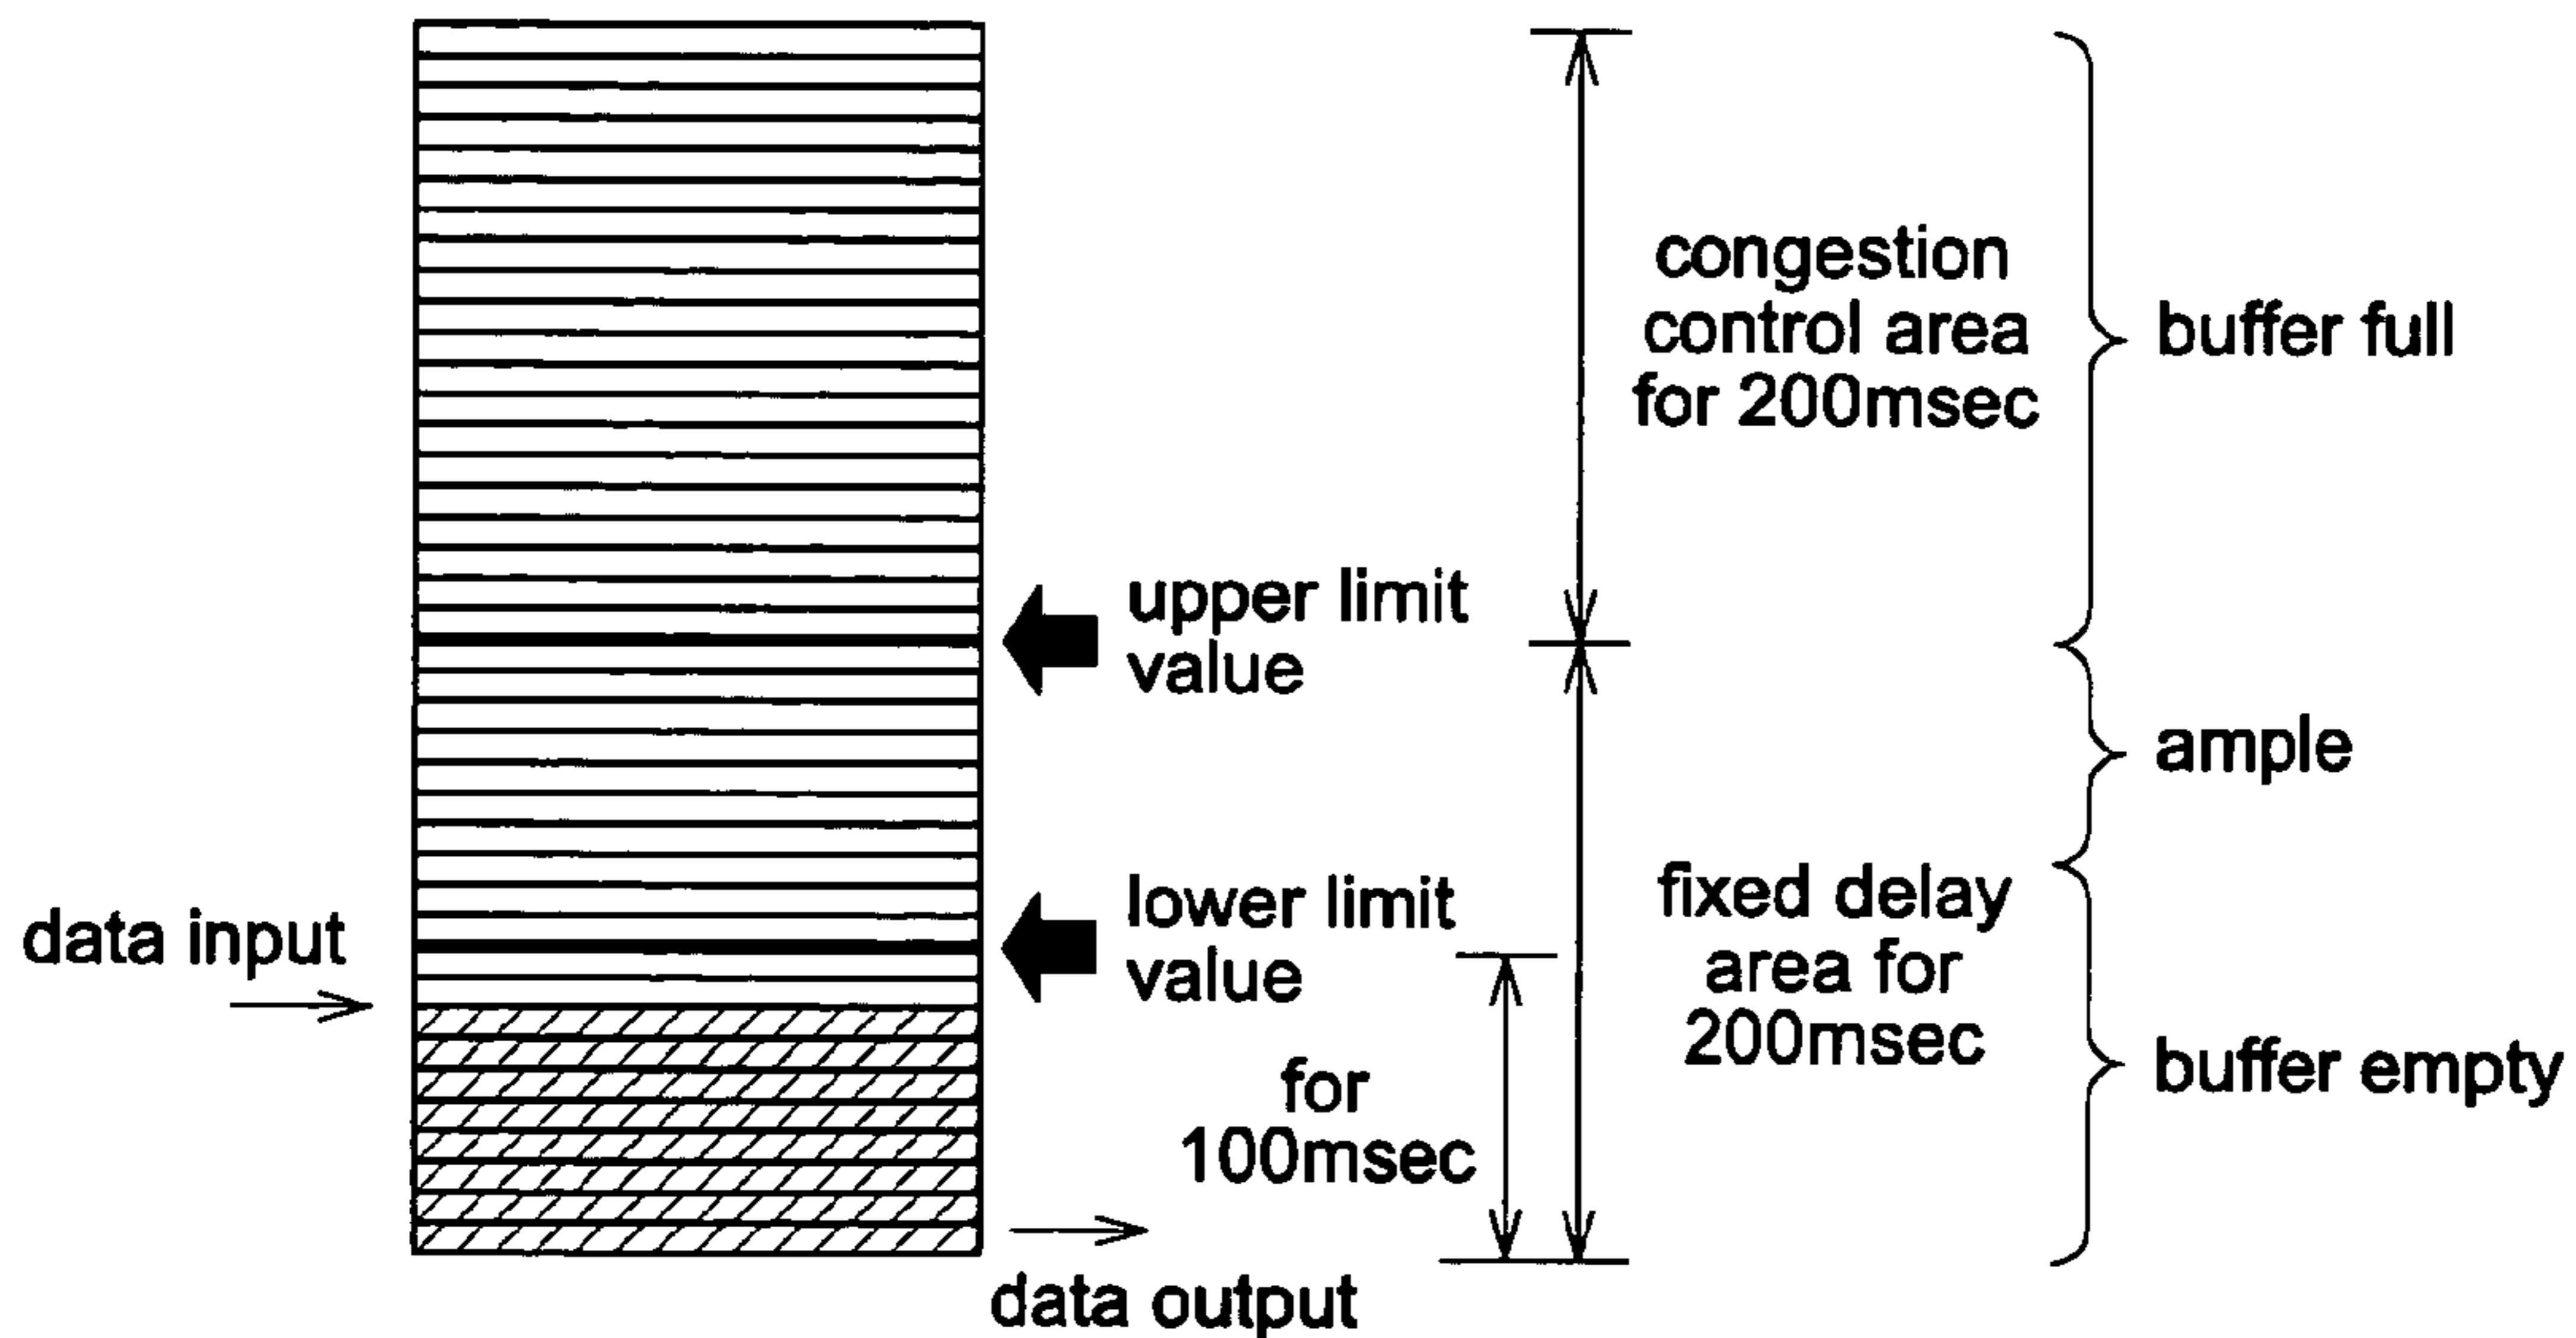 congestion
control area
for 200msec
buffer full
upper limit
value
ample
lower limit
value
fixed delay
area for
200msec
data input
for
100msec
buffer empty
data output